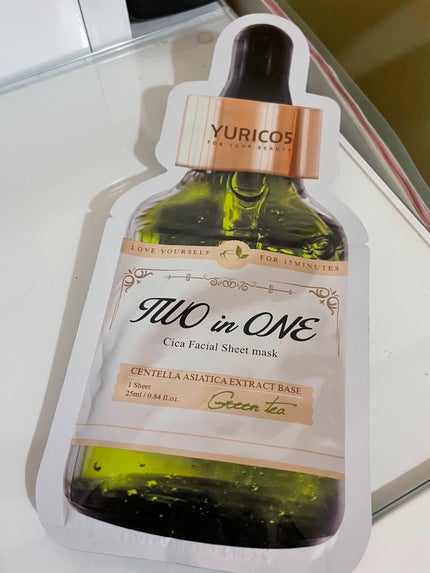 YURICOS
FOR YOUR BEAUTY
LOVE YOURSELF FOR 15MINUTES
TWO in ONE
Cica Facial Sheet mask
CENTELLA ASIATICA EXTRACT BASE
1 Sheet
25ml / 0.84 fl.oz.
Green tea